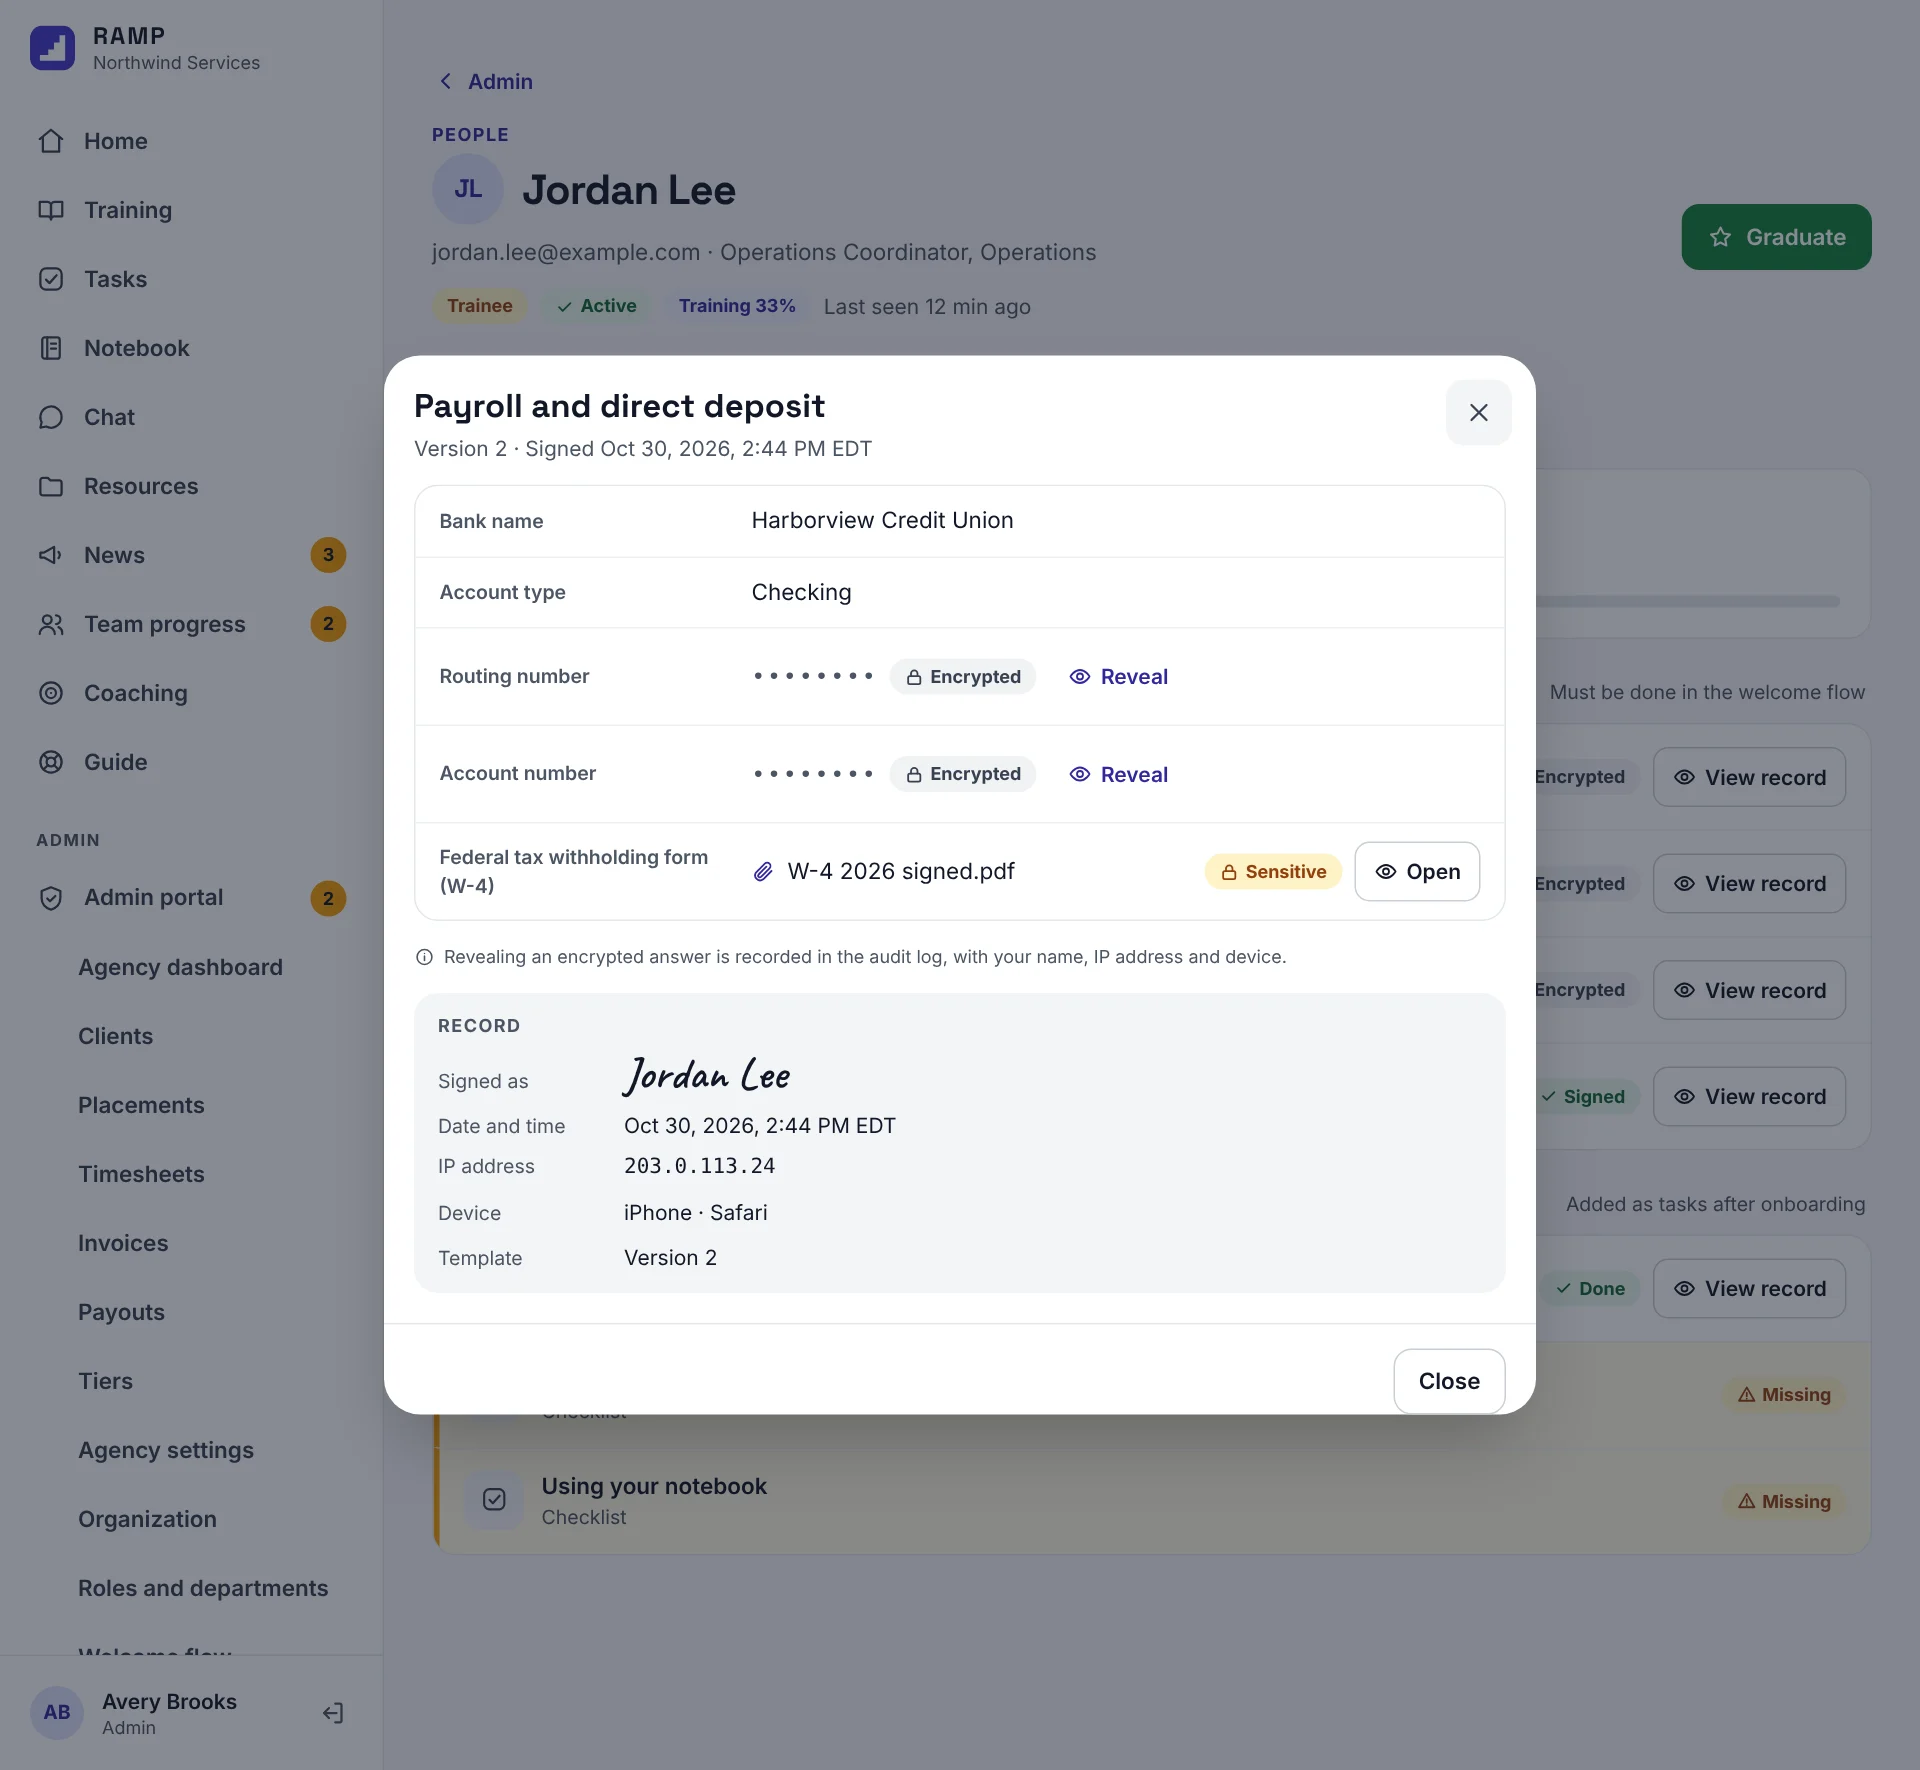 RAMP
Northwind Services
Home
Training
Tasks
Notebook
Chat
Resources
News 3
Team progress 2
Coaching
Guide
ADMIN
Admin portal 2
Agency dashboard
Clients
Placements
Timesheets
Invoices
Payouts
Tiers
Agency settings
Organization
Roles and departments
Welcome flow
AB
Avery Brooks
Admin
Admin
PEOPLE
JL Jordan Lee
jordan.lee@example.com · Operations Coordinator, Operations
Trainee Active Training 33% Last seen 12 min ago
Graduate
Payroll and direct deposit
Version 2 · Signed Oct 30, 2026, 2:44 PM EDT
Bank name Harborview Credit Union
Account type Checking
Routing number •••••••• Encrypted Reveal
Account number •••••••• Encrypted Reveal
Federal tax withholding form
(W-4)
W-4 2026 signed.pdf Sensitive Open
Revealing an encrypted answer is recorded in the audit log, with your name, IP address and device.
RECORD
Signed as Jordan Lee
Date and time Oct 30, 2026, 2:44 PM EDT
IP address 203.0.113.24
Device iPhone · Safari
Template Version 2
Close
Must be done in the welcome flow
Encrypted View record
Encrypted View record
Encrypted View record
Signed View record
Added as tasks after onboarding
Done View record
Missing
Checklist
Using your notebook
Checklist
Missing